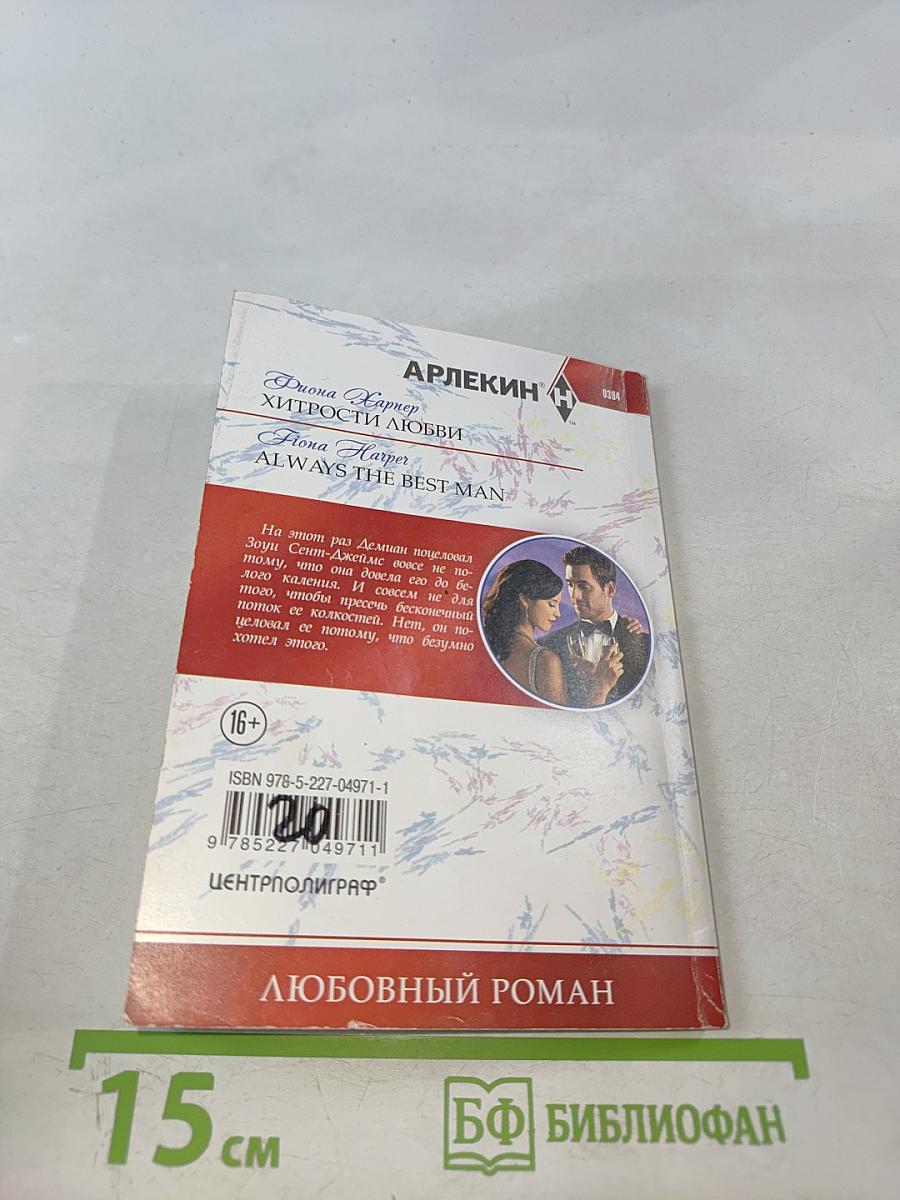 АРЛЕКИН® H ™
0394
Фиона Харпер
ХИТРОСТИ ЛЮБВИ
Fiona Harper
ALWAYS THE BEST MAN
На этот раз Демиан поцеловал
Зоуи Сент-Джеймс вовсе не по-
тому, что она довела его до бе-
лого каления. И совсем не для
того, чтобы пресечь бесконечный
поток ее колкостей. Нет, он по-
целовал ее потому, что безумно
хотел этого.
16+
ISBN 978-5-227-04971-1
20
9 785227 049711
ЦЕНТРПОЛИГРАФ®
ЛЮБОВНЫЙ РОМАН
15 см
БФ БИБЛИОФАН